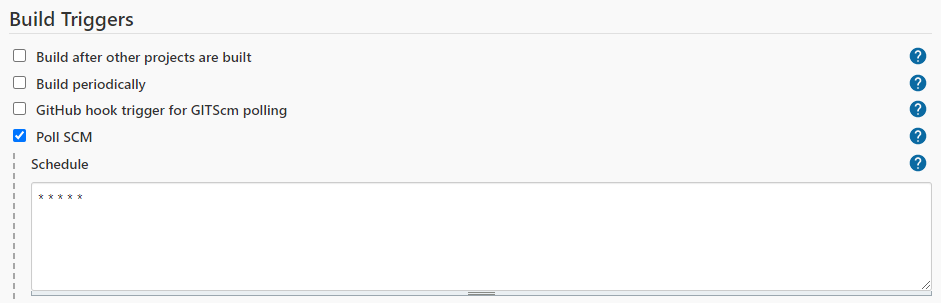 Build Triggers
Build after other projects are built ?
Build periodically ?
GitHub hook trigger for GITScm polling ?
Poll SCM ?
Schedule ?
* * * * *